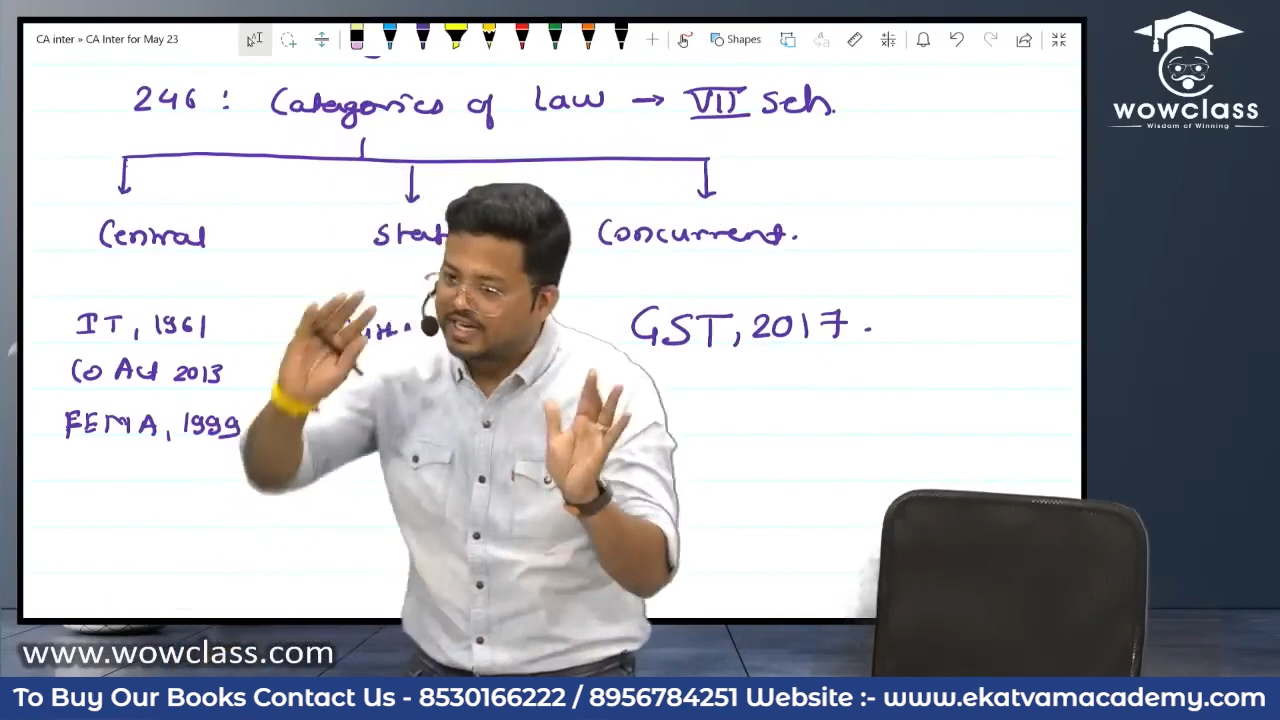 CA inter » CA Inter for May 23
Shapes
wowclass
Wisdom of Winning
246 : Categories of law → VII Sch.
Central
Stat
Concurrent.
IT, 1961
GST, 2017.
Co Act 2013
FEMA, 1999
www.wowclass.com
To Buy Our Books Contact Us - 8530166222 / 8956784251 Website :- www.ekatvamacademy.com